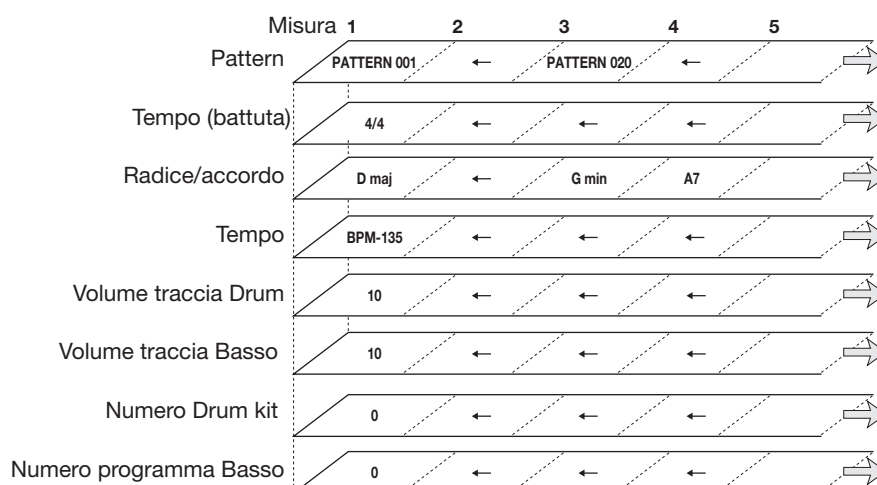 Misura 1 2 3 4 5
Pattern PATTERN 001 ← PATTERN 020 ←
Tempo (battuta) 4/4 ← ← ←
Radice/accordo D maj ← G min A7
Tempo BPM-135 ← ← ←
Volume traccia Drum 10 ← ← ←
Volume traccia Basso 10 ← ← ←
Numero Drum kit 0 ← ← ←
Numero programma Basso 0 ← ← ←